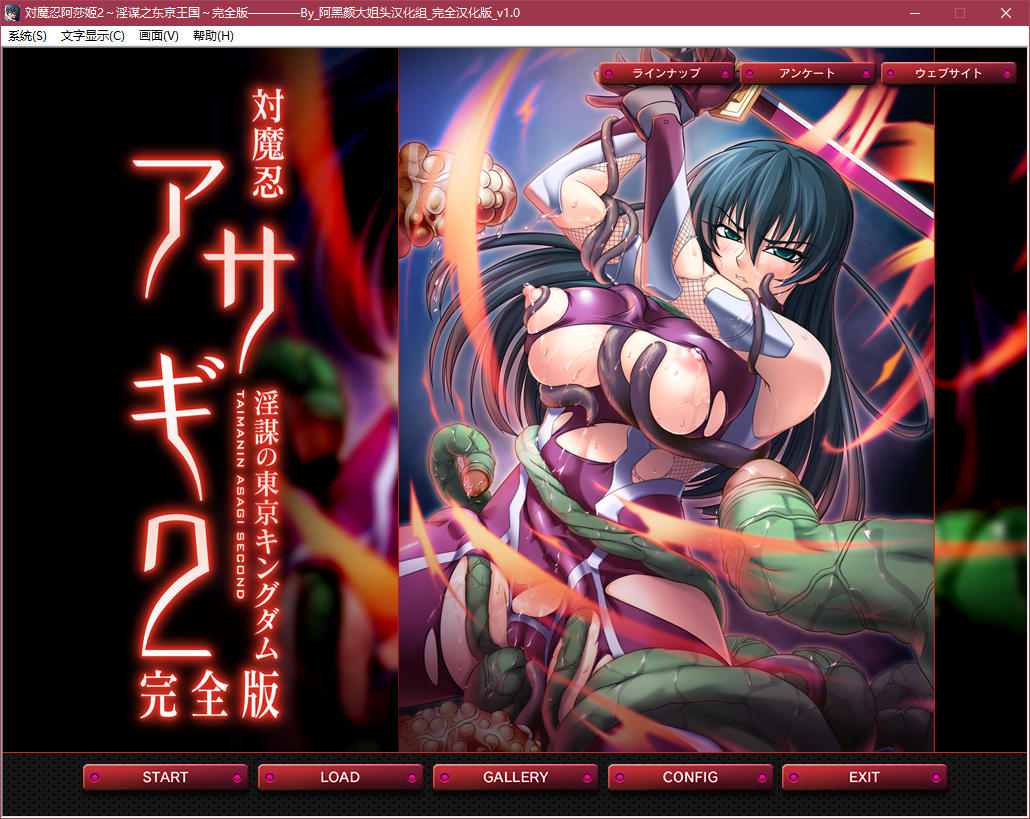 対魔忍阿莎姬2～淫谋之东京王国～完全版————By_阿黑颜大姐头汉化组_完全汉化版_v1.0
系统(S) 文字显示(C) 画面(V) 帮助(H)
ラインナップ アンケート ウェブサイト
対魔忍
アサギ2
淫謀の東京キングダム
TAIMANIN ASAGI SECOND
完全版
START LOAD GALLERY CONFIG EXIT